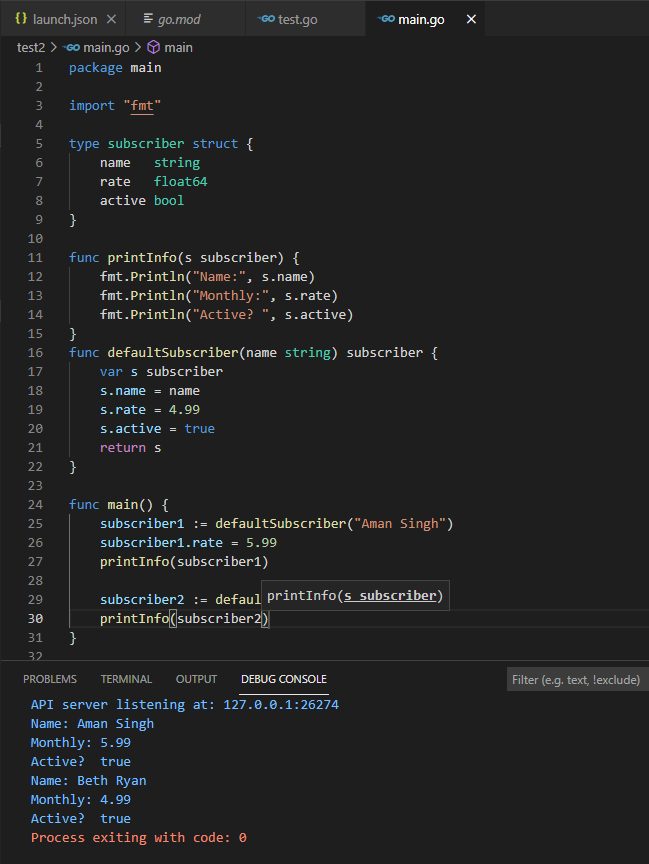 {} launch.json × go.mod GO test.go GO main.go ×
test2 > GO main.go > main
1 package main
2
3 import "fmt"
4
5 type subscriber struct {
6 name   string
7 rate   float64
8 active bool
9 }
10
11 func printInfo(s subscriber) {
12 fmt.Println("Name:", s.name)
13 fmt.Println("Monthly:", s.rate)
14 fmt.Println("Active? ", s.active)
15 }
16 func defaultSubscriber(name string) subscriber {
17 var s subscriber
18 s.name = name
19 s.rate = 4.99
20 s.active = true
21 return s
22 }
23
24 func main() {
25 subscriber1 := defaultSubscriber("Aman Singh")
26 subscriber1.rate = 5.99
27 printInfo(subscriber1)
28
29 subscriber2 := defaul printInfo(s subscriber)
30 printInfo(subscriber2)
31 }
32
PROBLEMS TERMINAL OUTPUT DEBUG CONSOLE Filter (e.g. text, !exclude)
API server listening at: 127.0.0.1:26274
Name: Aman Singh
Monthly: 5.99
Active?  true
Name: Beth Ryan
Monthly: 4.99
Active?  true
Process exiting with code: 0